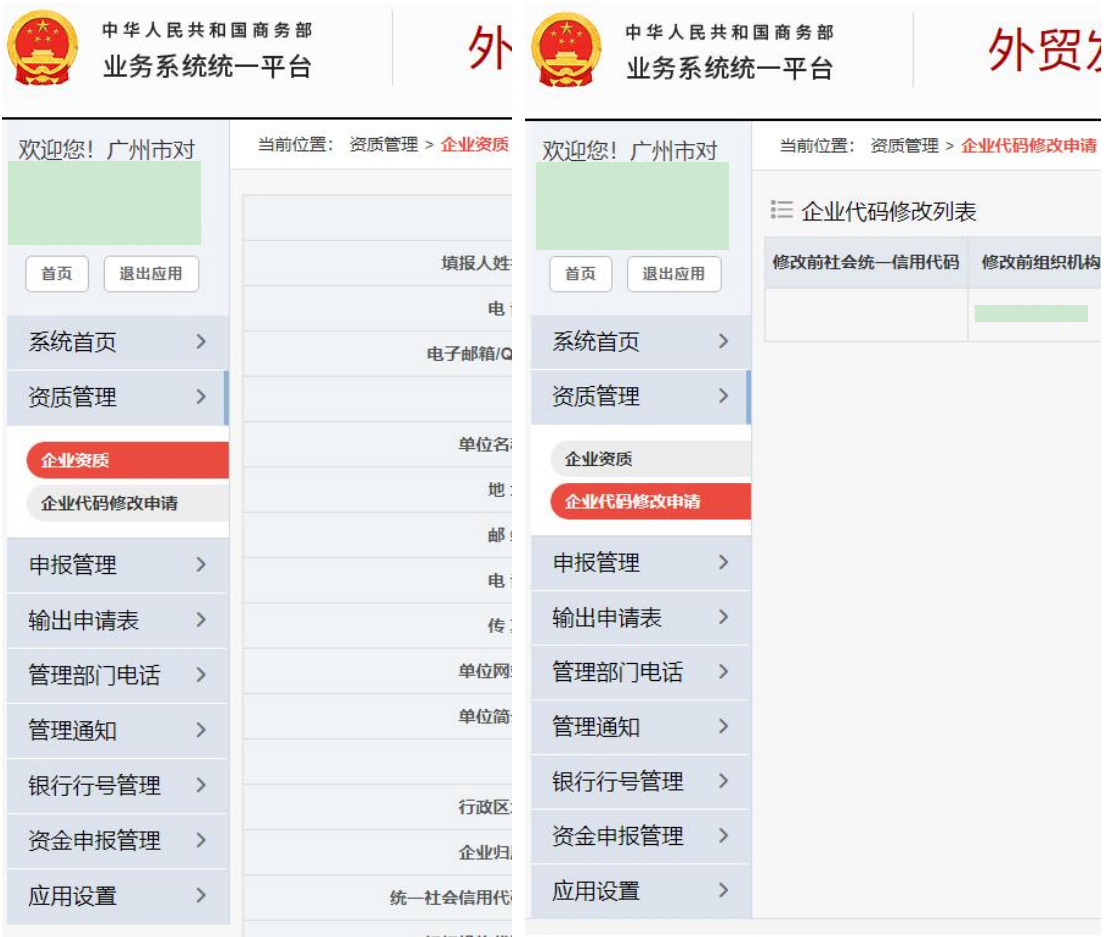 中华人民共和国商务部
业务系统统一平台
外
欢迎您！广州市对
首页
退出应用
系统首页
资质管理
企业资质
企业代码修改申请
申报管理
输出申请表
管理部门电话
管理通知
银行行号管理
资金申报管理
应用设置
当前位置： 资质管理 > 企业资质
填报人姓
电
电子邮箱/Q
单位名
地
邮
电
传
单位网
单位简
行政区
企业归
统一社会信用代
中华人民共和国商务部
业务系统统一平台
外贸发
欢迎您！广州市对
首页
退出应用
系统首页
资质管理
企业资质
企业代码修改申请
申报管理
输出申请表
管理部门电话
管理通知
银行行号管理
资金申报管理
应用设置
当前位置： 资质管理 > 企业代码修改申请
企业代码修改列表
修改前社会统一信用代码
修改前组织机构